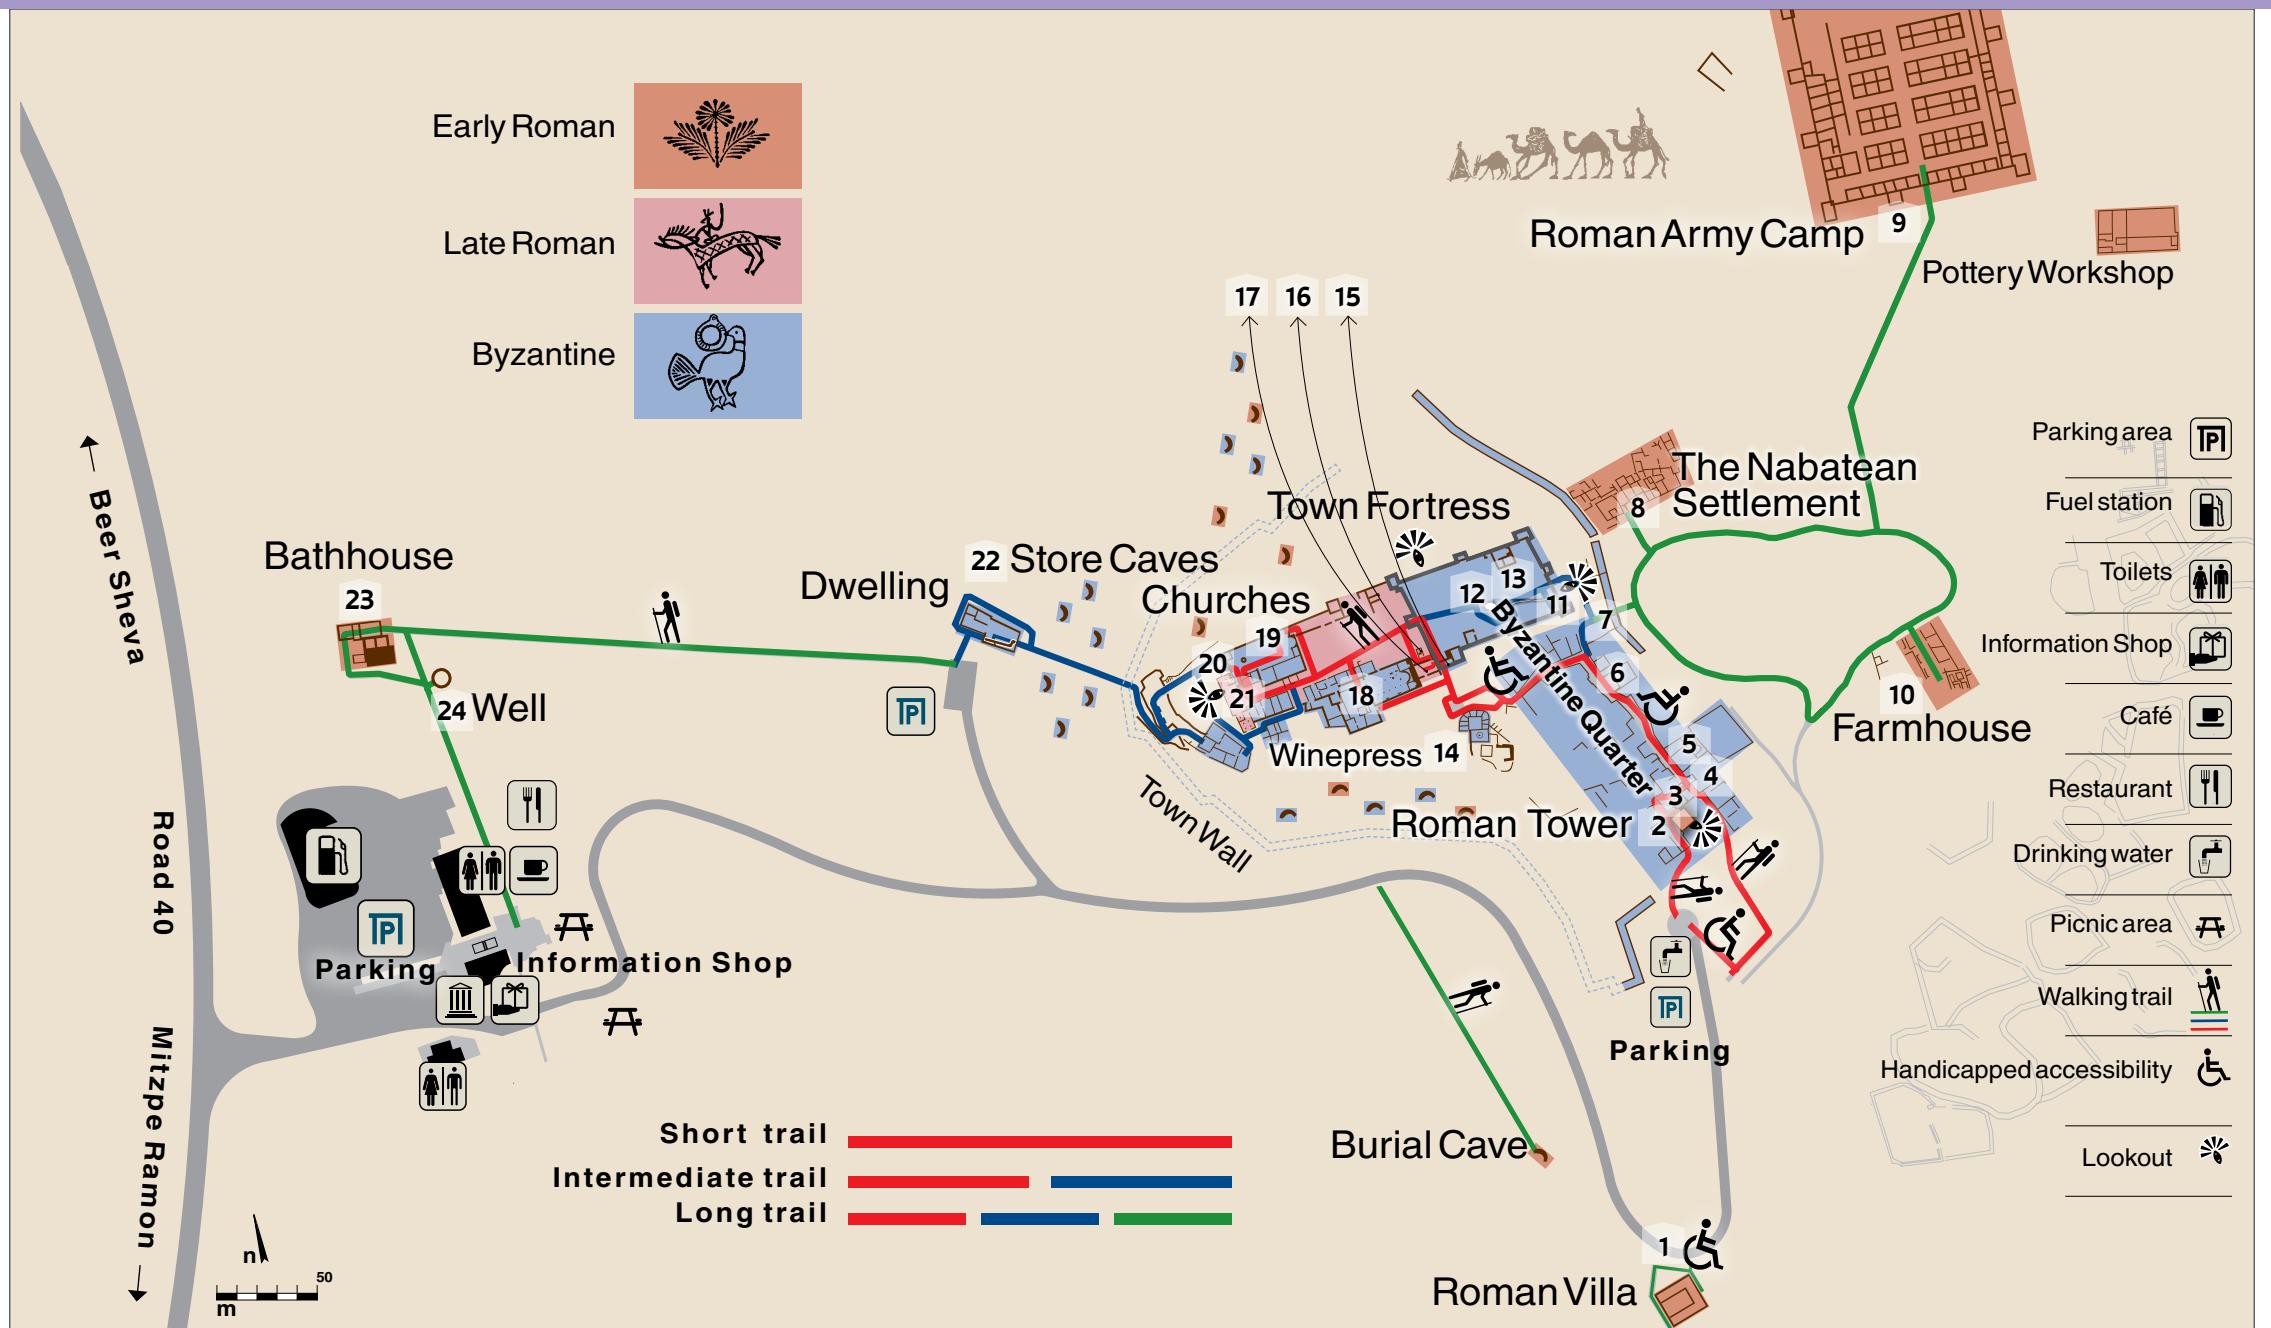 Early Roman
Late Roman
Byzantine
Roman Army Camp
9
Pottery Workshop
17
16
15
Parking area
Fuel station
Toilets
Information Shop
Café
Restaurant
Drinking water
Picnic area
Walking trail
Handicapped accessibility
Lookout
The Nabatean
Settlement
8
Town Fortress
13
12
11
7
Byzantine Quarter
6
5
4
3
2
Roman Tower
10
Farmhouse
22 Store Caves
Dwelling
Churches
19
20
21
18
Winepress 14
Town Wall
Bathhouse
23
24 Well
Beer Sheva
Road 40
Mitzpe Ramon
P
P
Parking
Information Shop
P
Parking
Burial Cave
1
Roman Villa
Short trail
Intermediate trail
Long trail
n
50
m
P